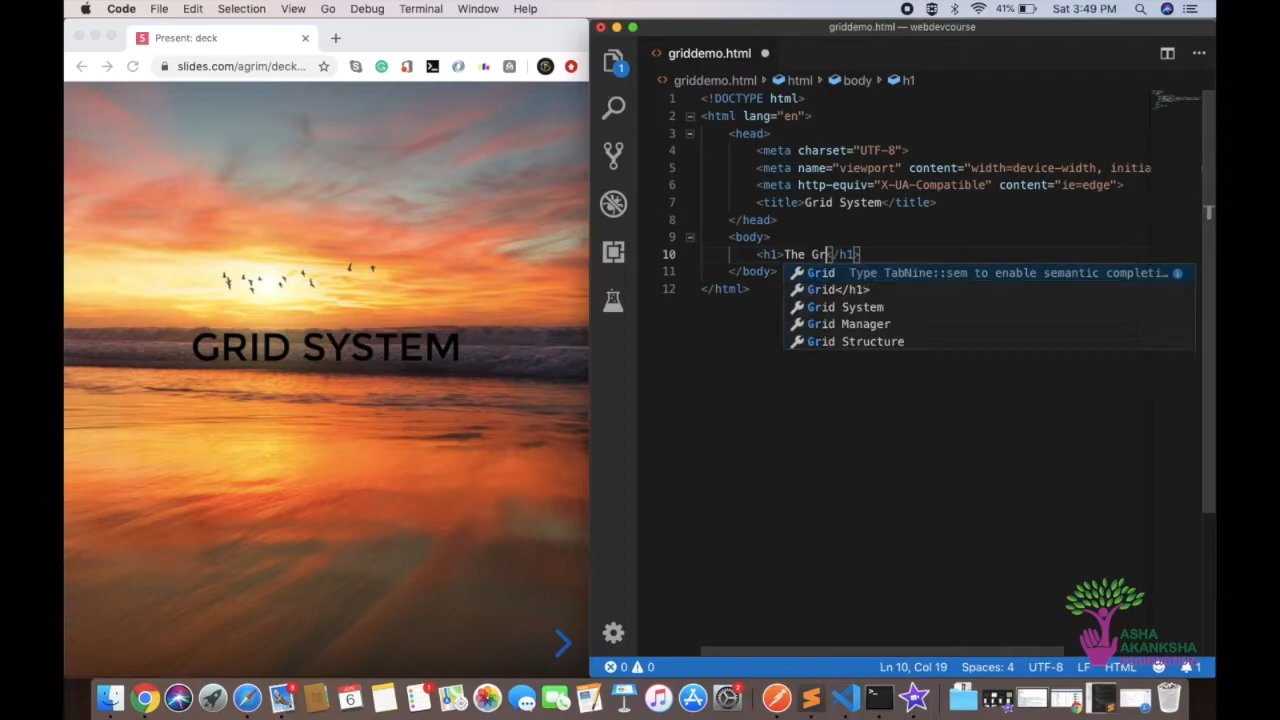 Code File Edit Selection View Go Debug Terminal Window Help 41% Sat 3:49 PM
Present: deck
slides.com/agrim/deck...
GRID SYSTEM
griddemo.html — webdevcourse
griddemo.html
griddemo.html html body h1
1 <!DOCTYPE html>
2 <html lang="en">
3 <head>
4 <meta charset="UTF-8">
5 <meta name="viewport" content="width=device-width, initia
6 <meta http-equiv="X-UA-Compatible" content="ie=edge">
7 <title>Grid System</title>
8 </head>
9 <body>
10 <h1>The Gr</h1>
11 </body>
12 </html>
Grid Type TabNine::sem to enable semantic completi...
Grid</h1>
Grid System
Grid Manager
Grid Structure
1
ASHA
AKANKSHA
FOUNDATION
0 0 Ln 10, Col 19 Spaces: 4 UTF-8 LF HTML 1